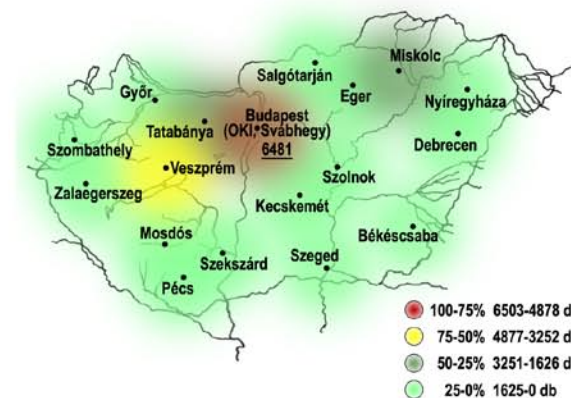 Miskolc
Salgótarján
Eger
Nyíregyháza
Győr
Budapest
Tatabánya
(OKI, Svábhegy)
6481
Debrecen
Szombathely
Veszprém
Szolnok
Zalaegerszeg
Kecskemét
Mosdós
Békéscsaba
Szekszárd
Szeged
Pécs
100-75% 6503-4878 d
75-50% 4877-3252 d
50-25% 3251-1626 d
25-0% 1625-0 db